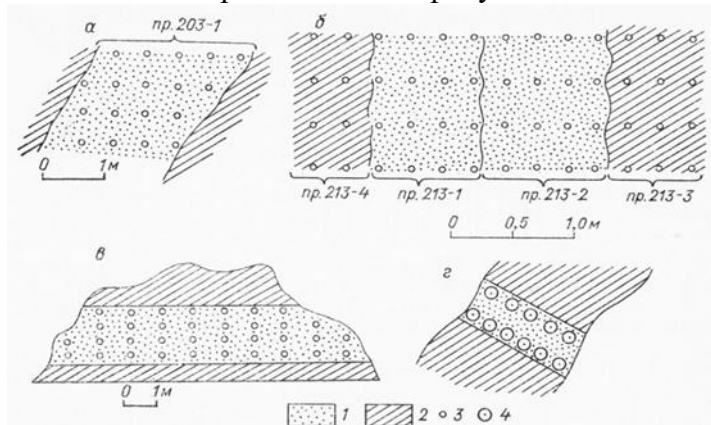 а пр.203-1 б
0 1м
пр.213-4 пр.213-1 пр.213-2 пр.213-3
0 0,5 1,0м
в г
0 1м
1 2 3 4